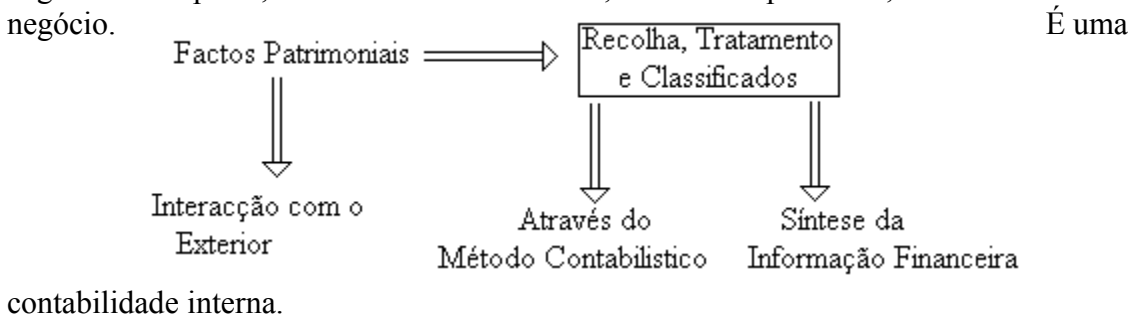 negócio. É uma
Factos Patrimoniais
Recolha, Tratamento
e Classificados
Interacção com o
Exterior
Através do
Método Contabilistico
Síntese da
Informação Financeira
contabilidade interna.